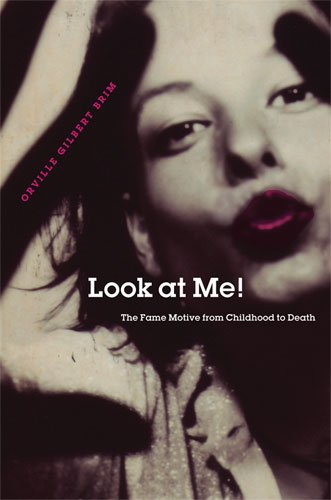 ORVILLE GILBERT BRIM
Look at Me!
The Fame Motive from Childhood to Death